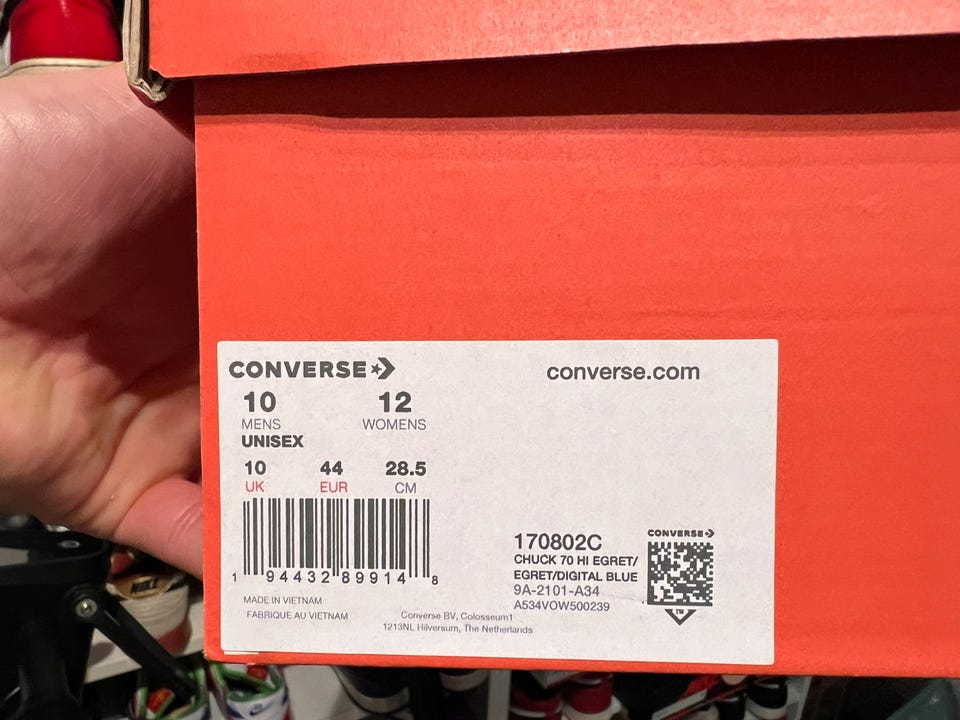 CONVERSE
converse.com
10 12
MENS WOMENS
UNISEX
10 44 28.5
UK EUR CM
1 94432 89914 8
MADE IN VIETNAM
FABRIQUE AU VIETNAM
Converse BV, Colosseum1
1213NL Hilversum, The Netherlands
170802C
CHUCK 70 HI EGRET/
EGRET/DIGITAL BLUE
9A-2101-A34
A534VOW500239
CONVERSE
TM
NIKE